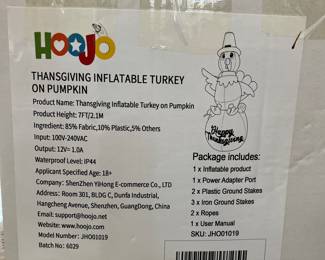 HOOJO
THANSGIVING INFLATABLE TURKEY
ON PUMPKIN
Product Name: Thansgiving Inflatable Turkey on Pumpkin
Product Height: 7FT/2.1M
Ingredient: 85% Fabric,10% Plastic,5% Others
Input: 100V-240VAC
Output: 12V⎓ 1.0A
Waterproof Level: IP44
Applicant Specified Age: 18+
Company: ShenZhen YiHong E-commerce CO., LTD
Address: Room 301, BLDG C, Dunfa Industrial,
Hangcheng Avenue, Shenzhen, GuangDong, China
Email: support@hoojo.net
Website: www.hoojo.com
Model Number: JHO01019
Batch No: 6029
Happy
Thanksgiving
Package includes:
1 x Inflatable product
1 x Power Adapter Port
2 x Plastic Ground Stakes
3 x Iron Ground Stakes
2 x Ropes
1 x User Manual
SKU: JHO01019